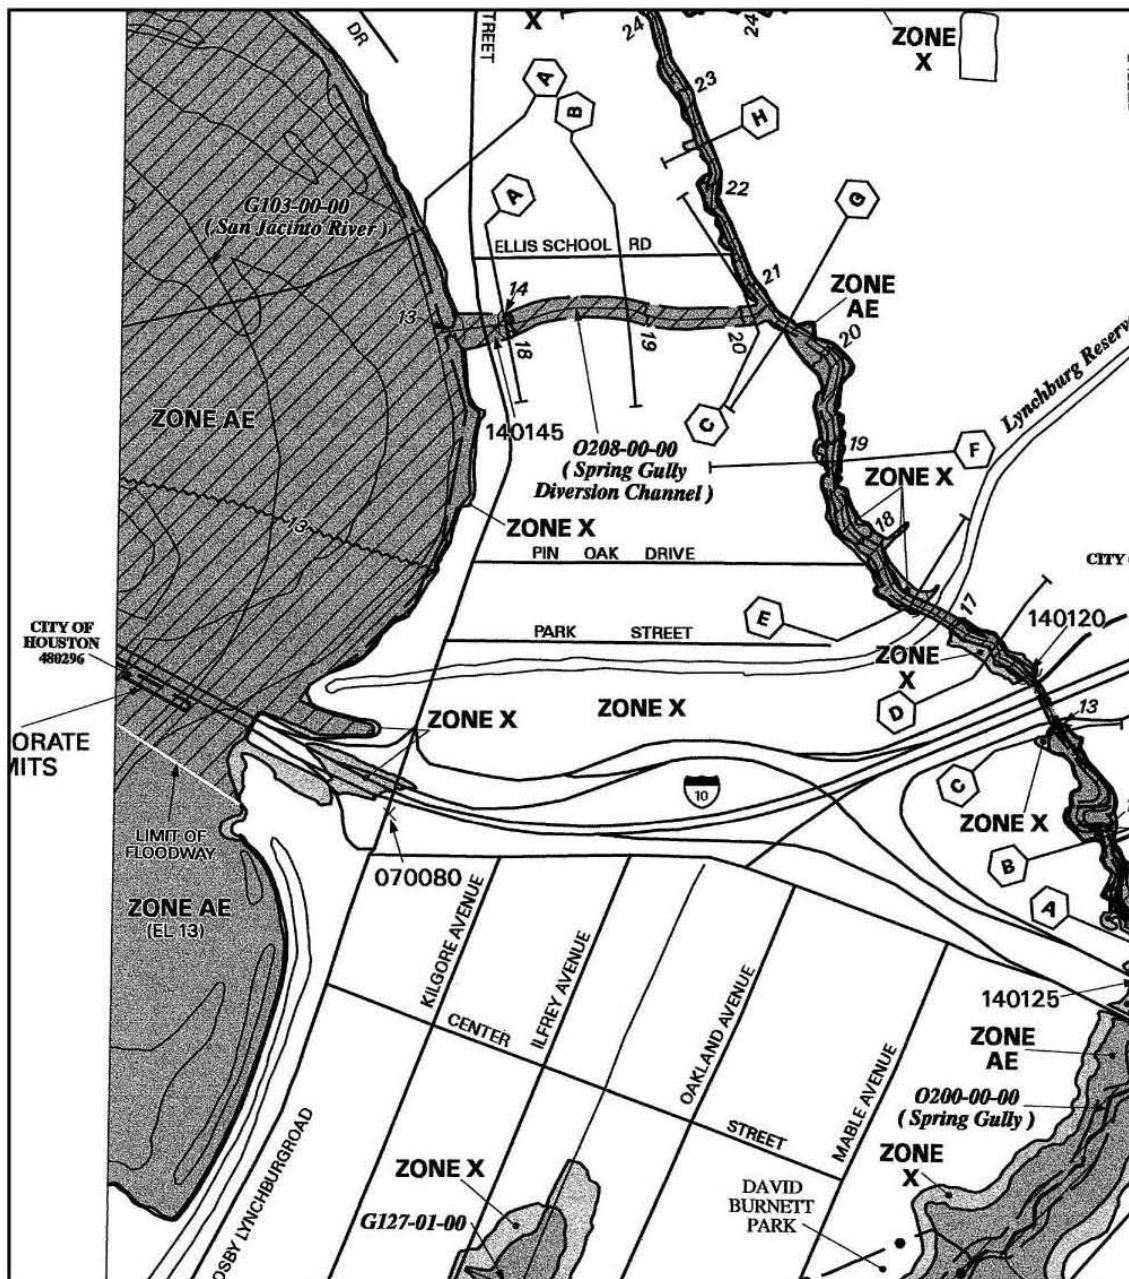 DR
TREET
X
24
24
ZONE
X
A
B
23
H
22
A
G
G103-00-00
( San Jacinto River )
ELLIS SCHOOL RD
21
ZONE
AE
14
13
18
19
20
20
Lynchburg Reserv
ZONE AE
140145
C
O208-00-00
( Spring Gully
Diversion Channel )
19
F
ZONE X
13
ZONE X
18
PIN OAK DRIVE
CITY
CITY OF
HOUSTON
480296
E
17
140120
PARK STREET
ZONE
X
ORATE
MITS
ZONE X
ZONE X
D
13
10
C
LIMIT OF
FLOODWAY
ZONE X
070080
B
ZONE AE
(EL 13)
A
KILGORE AVENUE
ILFREY AVENUE
OAKLAND AVENUE
MABLE AVENUE
140125
CENTER
STREET
ZONE
AE
O200-00-00
( Spring Gully )
OSBY LYNCHBURGROAD
ZONE X
ZONE
X
G127-01-00
DAVID
BURNETT
PARK